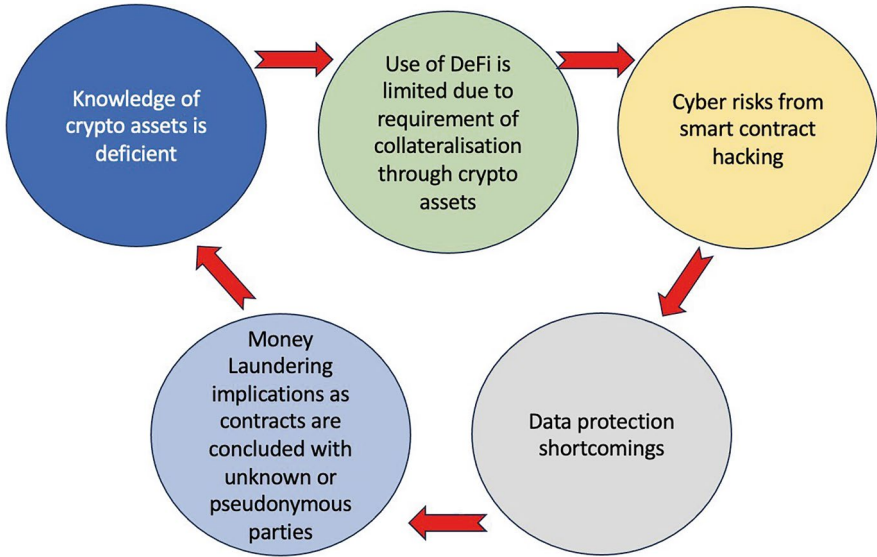 Knowledge of
crypto assets is
deficient
Use of DeFi is
limited due to
requirement of
collateralisation
through crypto
assets
Cyber risks from
smart contract
hacking
Data protection
shortcomings
Money
Laundering
implications as
contracts are
concluded with
unknown or
pseudonymous
parties